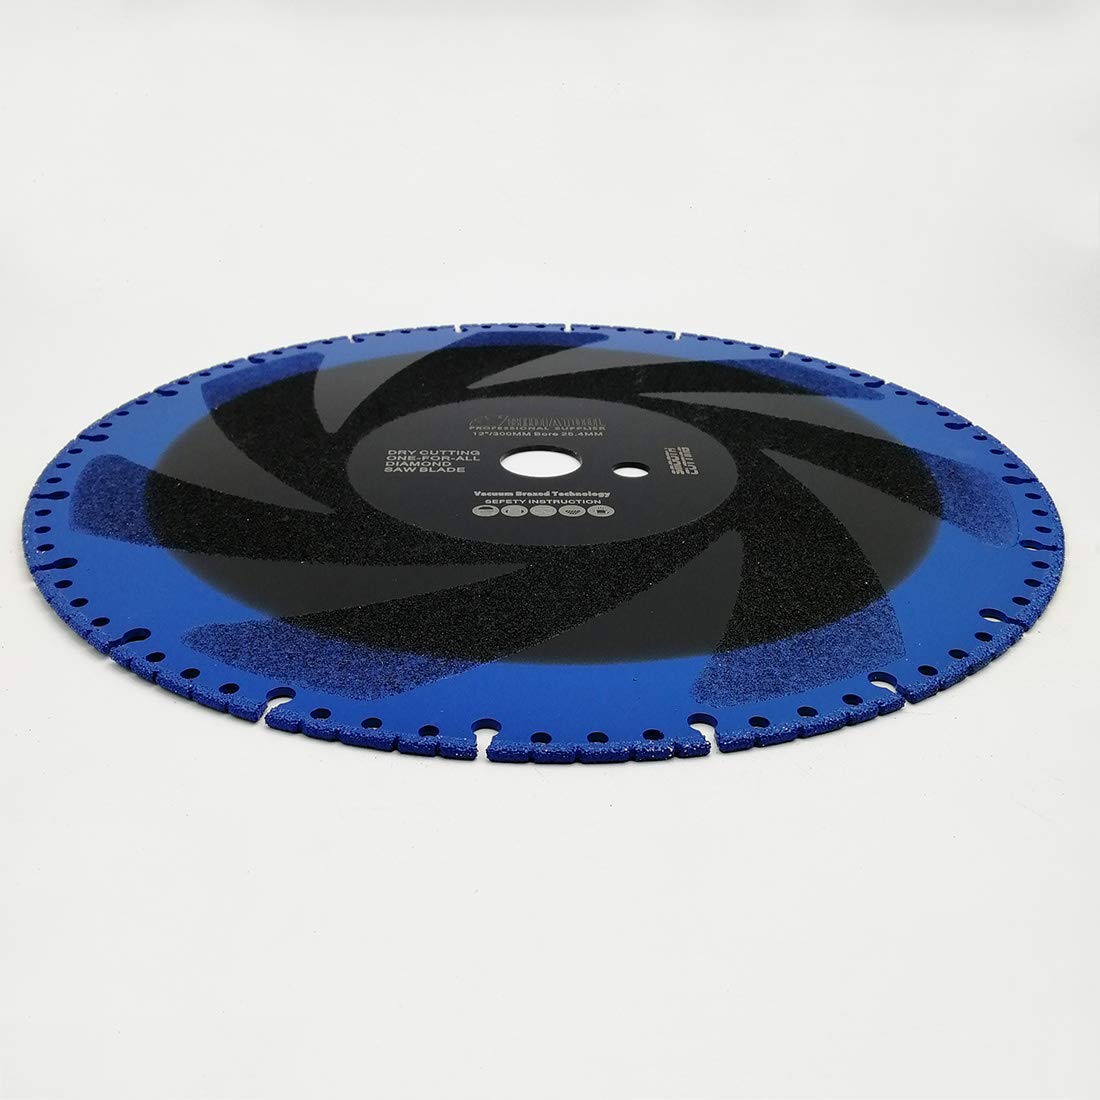 SHDIATOOL
PROFESSIONAL SUPPLIER
12"/300MM Bore 25.4MM
DRY CUTTING
ONE-FOR-ALL
DIAMOND
SAW BLADE
SMOOTH
CUTTING
Vacuum Brazed Technology
SEFETY INSTRUCTION